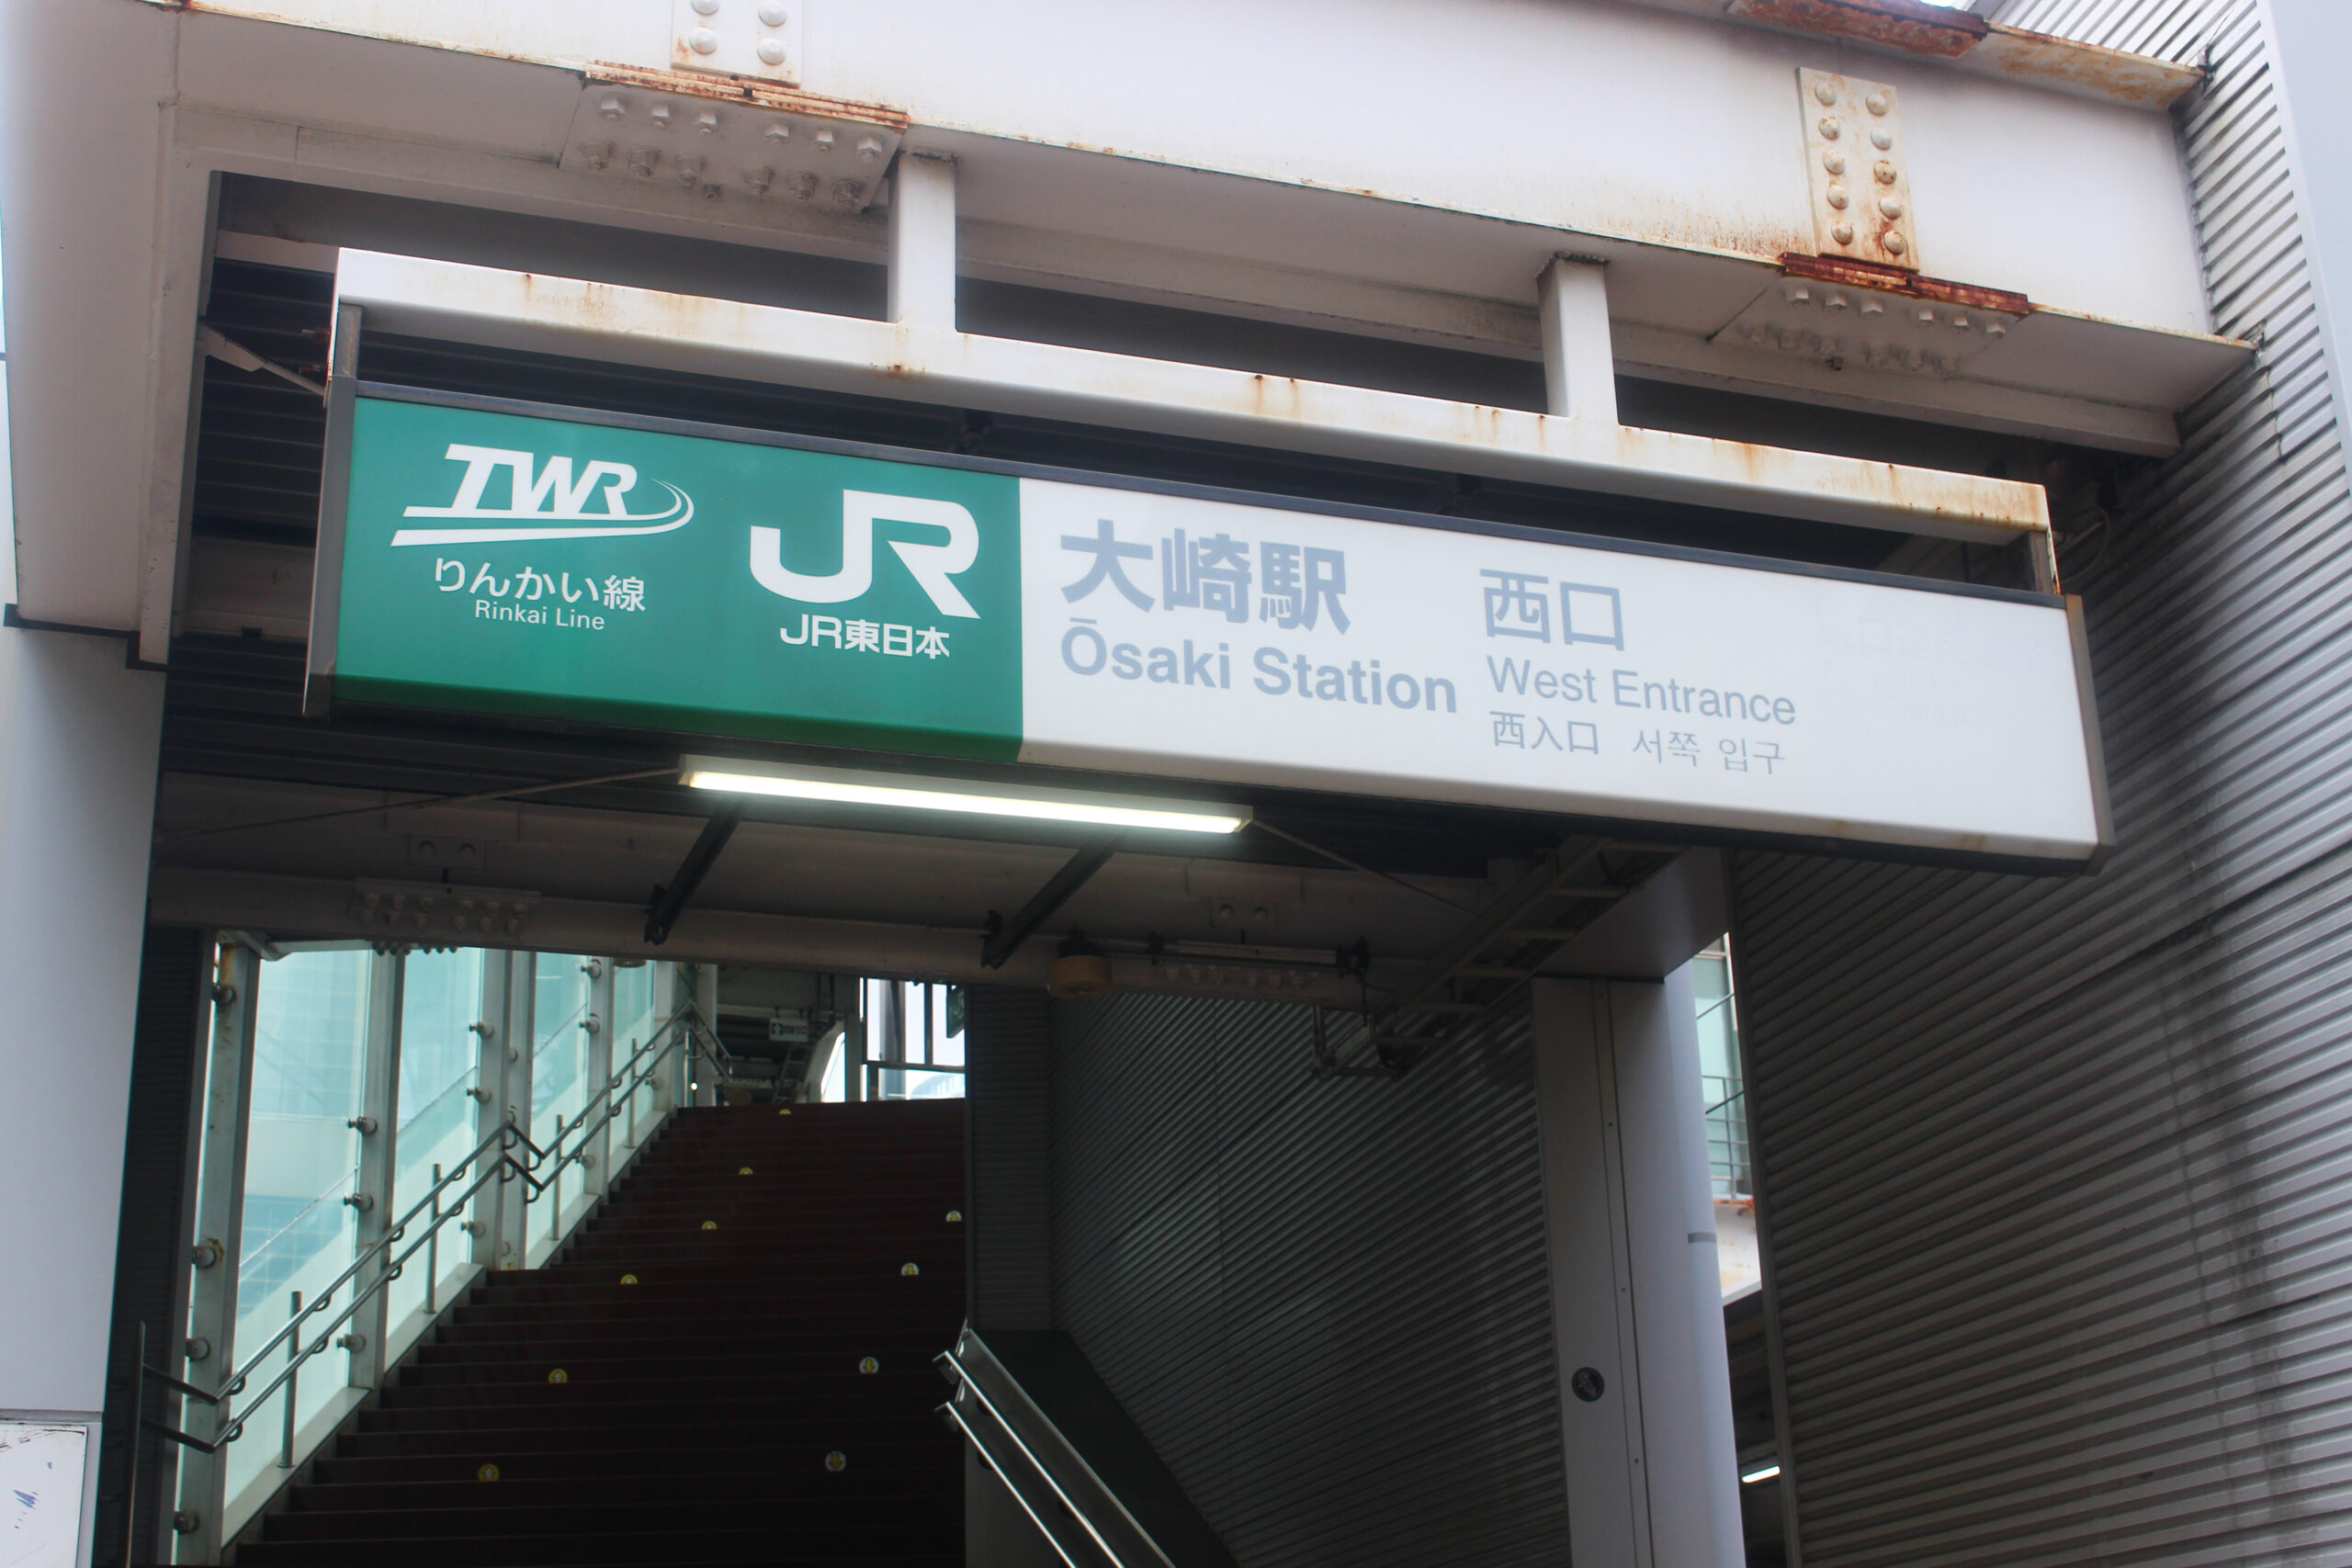 TWR
りんかい線
Rinkai Line
JR
JR東日本
大崎駅
Ōsaki Station
西口
West Entrance
西入口 서쪽 입구